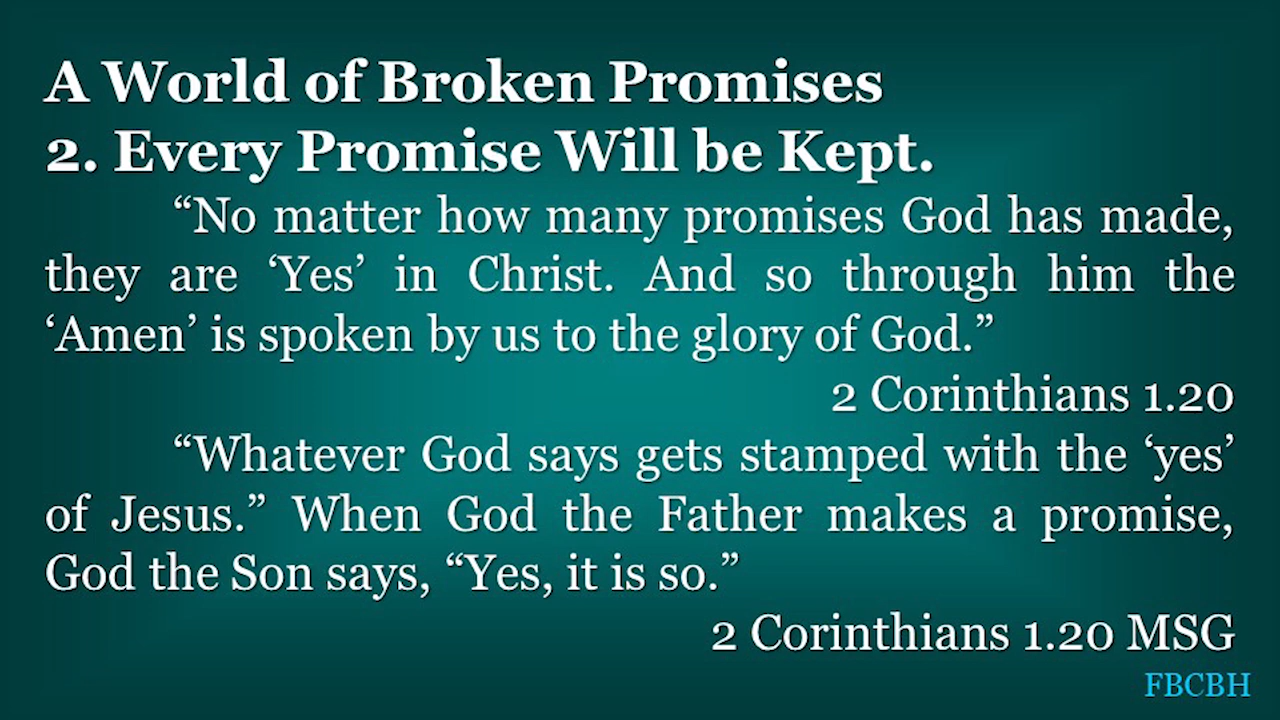 A World of Broken Promises
2. Every Promise Will be Kept.
“No matter how many promises God has made,
they are ‘Yes’ in Christ. And so through him the
‘Amen’ is spoken by us to the glory of God.”
2 Corinthians 1.20
“Whatever God says gets stamped with the ‘yes’
of Jesus.” When God the Father makes a promise,
God the Son says, “Yes, it is so.”
2 Corinthians 1.20 MSG
FBCBH